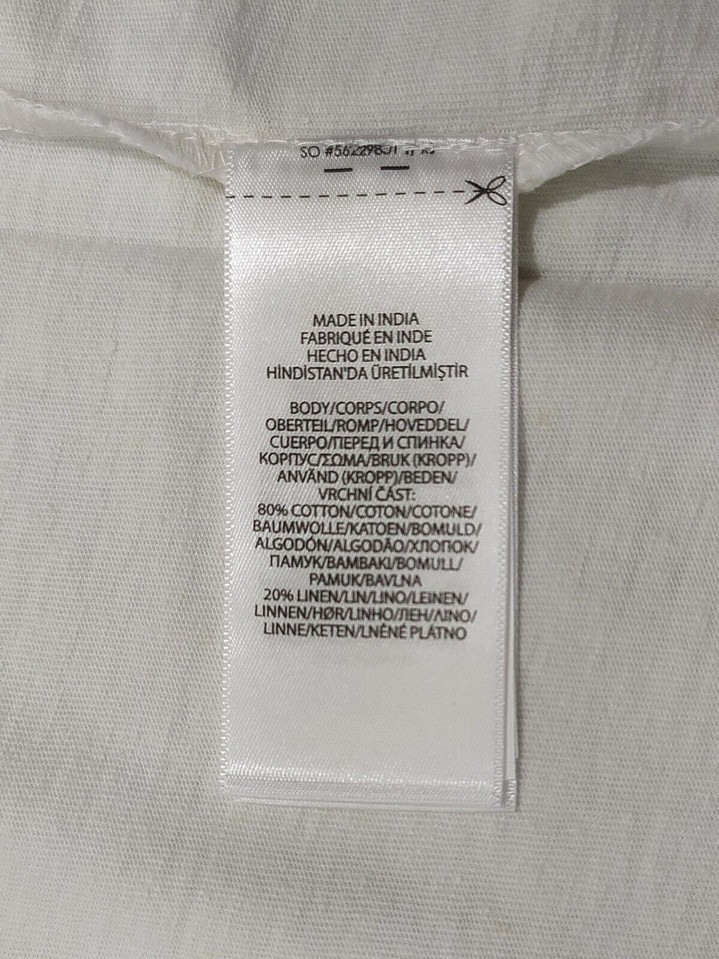 SO #5622983
MADE IN INDIA
FABRIQUÉ EN INDE
HECHO EN INDIA
HİNDİSTAN'DA ÜRETİLMİŞTİR
BODY/CORPS/CORPO/
OBERTEIL/ROMP/HOVEDDEL/
CUERPO/ПЕРЕД И СПИНКА/
КОРПУС/ΣΩΜΑ/BRUK (KROPP)/
ANVÄND (KROPP)/BEDEN/
VRCHNÍ ČÁST:
80% COTTON/COTON/COTONE/
BAUMWOLLE/KATOEN/BOMULD/
ALGODÓN/ALGODÃO/ХЛОПОК/
ПАМУК/ΒΑΜΒΑΚΙ/BOMULL/
PAMUK/BAVLNA
20% LINEN/LIN/LINO/LEINEN/
LINNEN/HØR/LINHO/ЛЕН/ΛΙΝΟ/
LINNE/KETEN/LNĚNÉ PLÁTNO